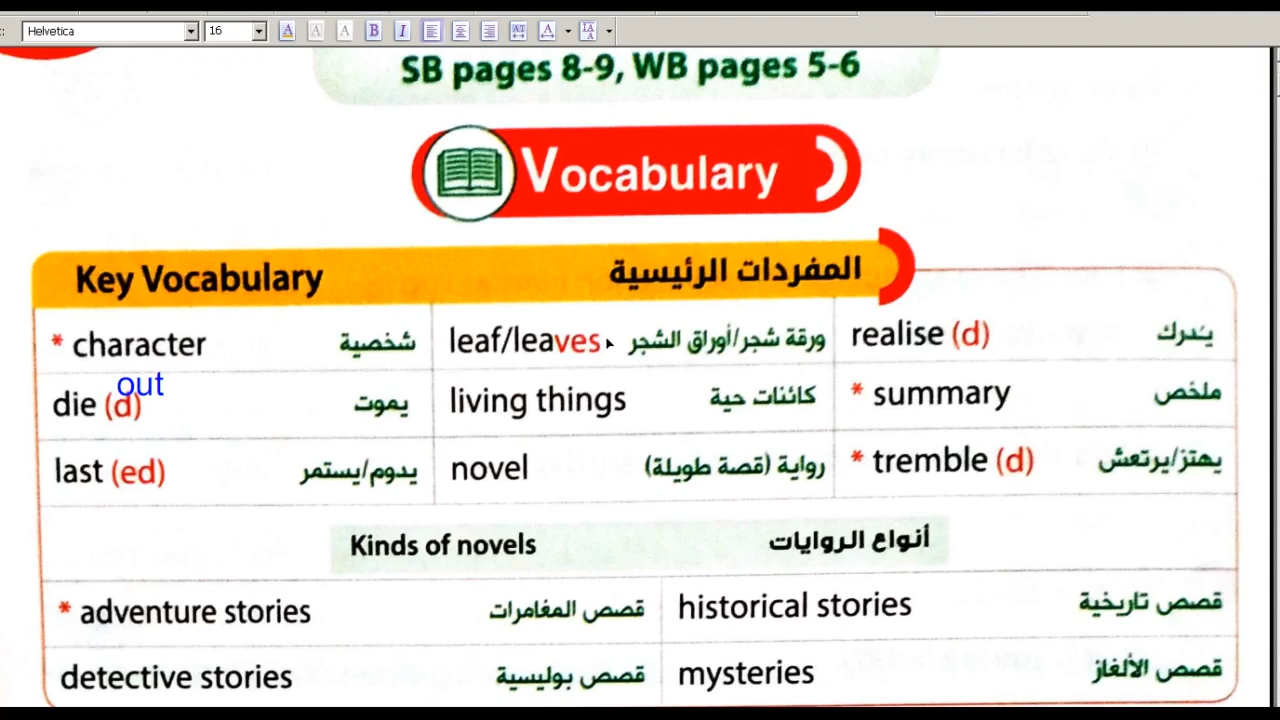 Helvetica 16
SB pages 8-9, WB pages 5-6
Vocabulary
Key Vocabulary المفردات الرئيسية
* character شخصية leaf/leaves ورقة شجر/أوراق الشجر realise (d) يُدرك
out
die (d) يموت living things كائنات حية * summary ملخص
last (ed) يدوم/يستمر novel رواية (قصة طويلة) * tremble (d) يهتز/يرتعش
Kinds of novels أنواع الروايات
* adventure stories قصص المغامرات historical stories قصص تاريخية
detective stories قصص بوليسية mysteries قصص الألغاز